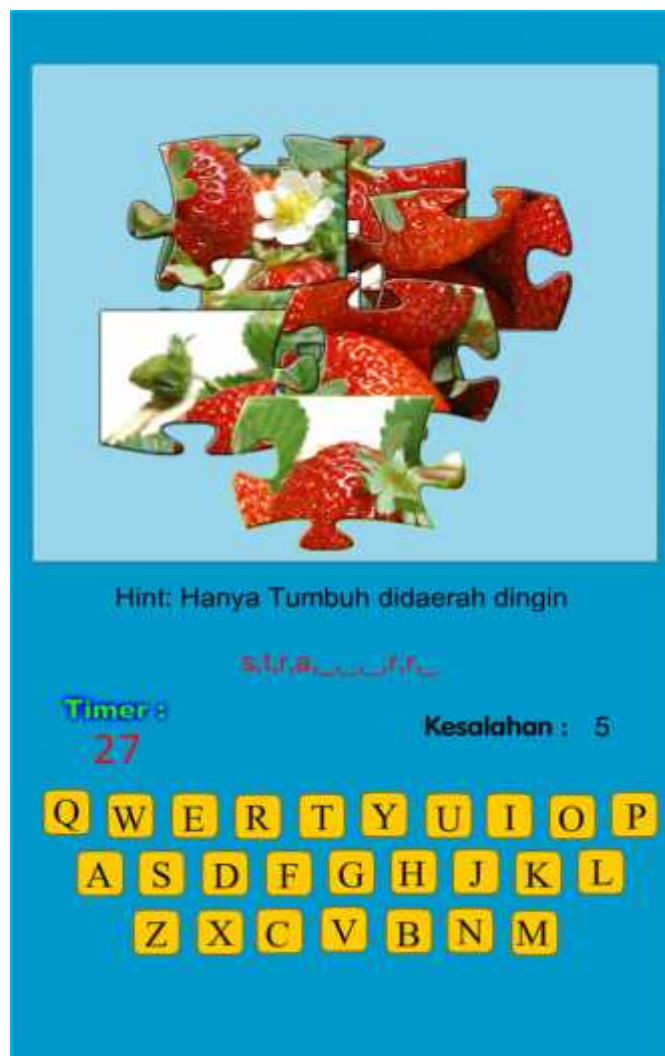 Hint: Hanya Tumbuh didaerah dingin
s,t,r,a,_,_,_,r,r,_
Timer :
27
Kesalahan : 5
Q W E R T Y U I O P
A S D F G H J K L
Z X C V B N M